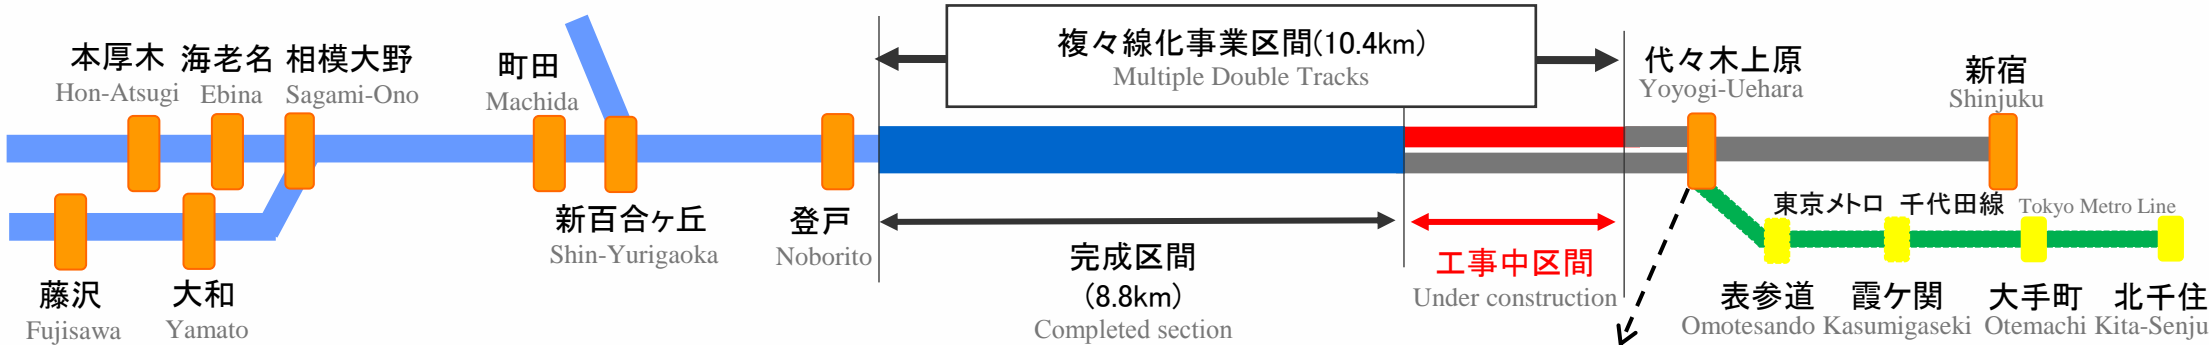 本厚木
Hon-Atsugi
海老名
Ebina
相模大野
Sagami-Ono
町田
Machida
複々線化事業区間(10.4km)
Multiple Double Tracks
代々木上原
Yoyogi-Uehara
新宿
Shinjuku
藤沢
Fujisawa
大和
Yamato
新百合ヶ丘
Shin-Yurigaoka
登戸
Noborito
完成区間
(8.8km)
Completed section
工事中区間
Under construction
東京メトロ 千代田線 Tokyo Metro Line
表参道
Omotesando
霞ケ関
Kasumigaseki
大手町
Otemachi
北千住
Kita-Senju